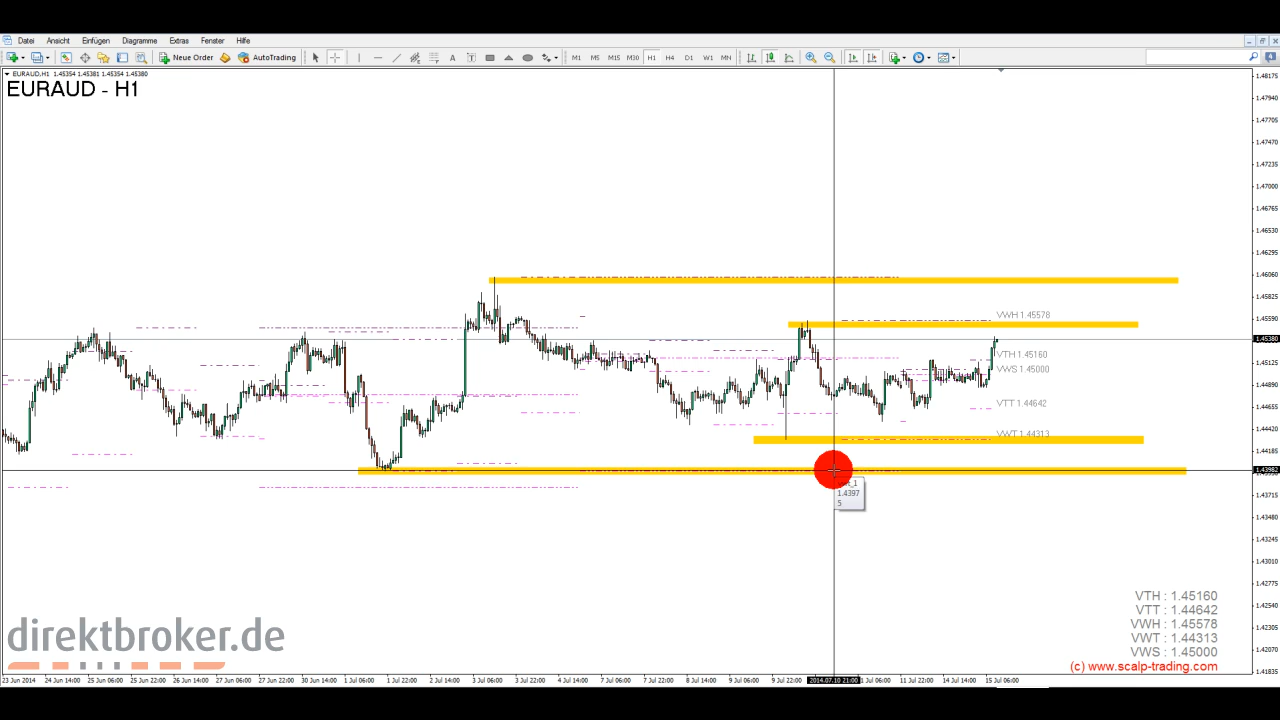 Datei Ansicht Einfügen Diagramme Extras Fenster Hilfe
Neue Order AutoTrading A T M1 M5 M15 M30 H1 H4 D1 W1 MN
EURAUD,H1 1.45354 1.45381 1.45354 1.45380
EURAUD - H1
1.48175
1.47940
1.47705
1.47470
1.47235
1.47000
1.46765
1.46530
1.46295
1.46060
1.45825
1.45590
1.45380
1.45125
1.44890
1.44655
1.44420
1.44185
1.43982
1.43715
1.43480
1.43245
1.43010
1.42775
1.42540
1.42305
1.42070
1.41835
VWH 1.45578
VTH 1.45160
VWS 1.45000
VTT 1.44642
VWT 1.44313
1.4397
5
VTH : 1.45160
VTT : 1.44642
VWH : 1.45578
VWT : 1.44313
VWS : 1.45000
(c) www.scalp-trading.com
direktbroker.de
23 Jun 2014 24 Jun 14:00 25 Jun 06:00 25 Jun 22:00 26 Jun 14:00 27 Jun 06:00 27 Jun 22:00 30 Jun 14:00 1 Jul 06:00 1 Jul 22:00 2 Jul 14:00 3 Jul 06:00 3 Jul 22:00 4 Jul 14:00 7 Jul 06:00 7 Jul 22:00 8 Jul 14:00 9 Jul 06:00 9 Jul 22:00 2014.07.10 21:00 Jul 06:00 11 Jul 22:00 14 Jul 14:00 15 Jul 06:00